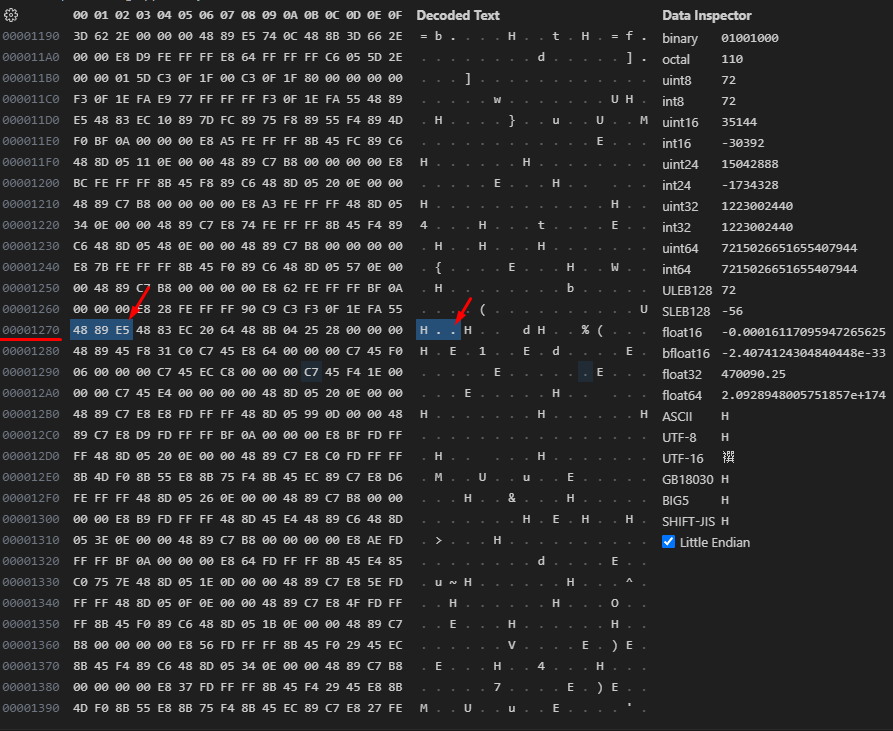 00 01 02 03 04 05 06 07 08 09 0A 0B 0C 0D 0E 0F Decoded Text
00001190 3D 62 2E 00 00 00 48 89 E5 74 0C 48 8B 3D 66 2E = b . . . . H . . t . H . = f .
000011A0 00 00 E8 D9 FE FF FF E8 64 FF FF FF C6 05 5D 2E . . . . . . . . d . . . . . ] .
000011B0 00 00 01 5D C3 0F 1F 00 C3 0F 1F 80 00 00 00 00 . . . ] . . . . . . . . . . . .
000011C0 F3 0F 1E FA E9 77 FF FF FF F3 0F 1E FA 55 48 89 . . . . . w . . . . . . . U H .
000011D0 E5 48 83 EC 10 89 7D FC 89 75 F8 89 55 F4 89 4D . H . . . . } . . u . . U . . M
000011E0 F0 BF 0A 00 00 00 E8 A5 FE FF FF 8B 45 FC 89 C6 . . . . . . . . . . . . E . . .
000011F0 48 8D 05 11 0E 00 00 48 89 C7 B8 00 00 00 00 E8 H . . . . . . H . . . . . . . .
00001200 BC FE FF FF 8B 45 F8 89 C6 48 8D 05 20 0E 00 00 . . . . . E . . . H . . . . .
00001210 48 89 C7 B8 00 00 00 00 E8 A3 FE FF FF 48 8D 05 H . . . . . . . . . . . . H . .
00001220 34 0E 00 00 48 89 C7 E8 74 FE FF FF 8B 45 F4 89 4 . . . H . . . t . . . . E . .
00001230 C6 48 8D 05 48 0E 00 00 48 89 C7 B8 00 00 00 00 . H . . H . . . H . . . . . . .
00001240 E8 7B FE FF FF 8B 45 F0 89 C6 48 8D 05 57 0E 00 . { . . . . E . . . H . . W . .
00001250 00 48 89 C7 B8 00 00 00 00 E8 62 FE FF FF BF 0A . H . . . . . . . . b . . . . .
00001260 00 00 00 E8 28 FE FF FF 90 C9 C3 F3 0F 1E FA 55 . . . . ( . . . . . . . . . . U
00001270 48 89 E5 48 83 EC 20 64 48 8B 04 25 28 00 00 00 H . . H . . d H . . % ( . . .
00001280 48 89 45 F8 31 C0 C7 45 E8 64 00 00 00 C7 45 F0 H . E . 1 . . E . d . . . . E .
00001290 06 00 00 00 C7 45 EC C8 00 00 00 C7 45 F4 1E 00 . . . . . E . . . . . . E . . .
000012A0 00 00 C7 45 E4 00 00 00 00 48 8D 05 20 0E 00 00 . . . E . . . . . H . . . . .
000012B0 48 89 C7 E8 E8 FD FF FF 48 8D 05 99 0D 00 00 48 H . . . . . . . H . . . . . . H
000012C0 89 C7 E8 D9 FD FF FF BF 0A 00 00 00 E8 BF FD FF . . . . . . . . . . . . . . . .
000012D0 FF 48 8D 05 20 0E 00 00 48 89 C7 E8 C0 FD FF FF . H . . . . . H . . . . . . .
000012E0 8B 4D F0 8B 55 E8 8B 75 F4 8B 45 EC 89 C7 E8 D6 . M . . U . . u . . E . . . . .
000012F0 FE FF FF 48 8D 05 26 0E 00 00 48 89 C7 B8 00 00 . . . H . . & . . . H . . . . .
00001300 00 00 E8 B9 FD FF FF 48 8D 45 E4 48 89 C6 48 8D . . . . . . . H . E . H . . H .
00001310 05 3E 0E 00 00 48 89 C7 B8 00 00 00 00 E8 AE FD . > . . . H . . . . . . . . . .
00001320 FF FF BF 0A 00 00 00 E8 64 FD FF FF 8B 45 E4 85 . . . . . . . . d . . . . E . .
00001330 C0 75 7E 48 8D 05 1E 0D 00 00 48 89 C7 E8 5E FD . u ~ H . . . . . . H . . . ^ .
00001340 FF FF 48 8D 05 0F 0E 00 00 48 89 C7 E8 4F FD FF . . H . . . . . . H . . . O . .
00001350 FF 8B 45 F0 89 C6 48 8D 05 1B 0E 00 00 48 89 C7 . . E . . . H . . . . . . H . .
00001360 B8 00 00 00 00 E8 56 FD FF FF 8B 45 F0 29 45 EC . . . . . . V . . . . E . ) E .
00001370 8B 45 F4 89 C6 48 8D 05 34 0E 00 00 48 89 C7 B8 . E . . . H . . 4 . . . H . . .
00001380 00 00 00 00 E8 37 FD FF FF 8B 45 F4 29 45 E8 8B . . . . . 7 . . . . E . ) E . .
00001390 4D F0 8B 55 E8 8B 75 F4 8B 45 EC 89 C7 E8 27 FE M . . U . . u . . E . . . . ' .
Data Inspector
binary 01001000
octal 110
uint8 72
int8 72
uint16 35144
int16 -30392
uint24 15042888
int24 -1734328
uint32 1223002440
int32 1223002440
uint64 7215026651655407944
int64 7215026651655407944
ULEB128 72
SLEB128 -56
float16 -0.00016117095947265625
bfloat16 -2.4074124304840448e-33
float32 470090.25
float64 2.0928948005751857e+174
ASCII H
UTF-8 H
UTF-16
GB18030 H
BIG5 H
SHIFT-JIS H
Little Endian